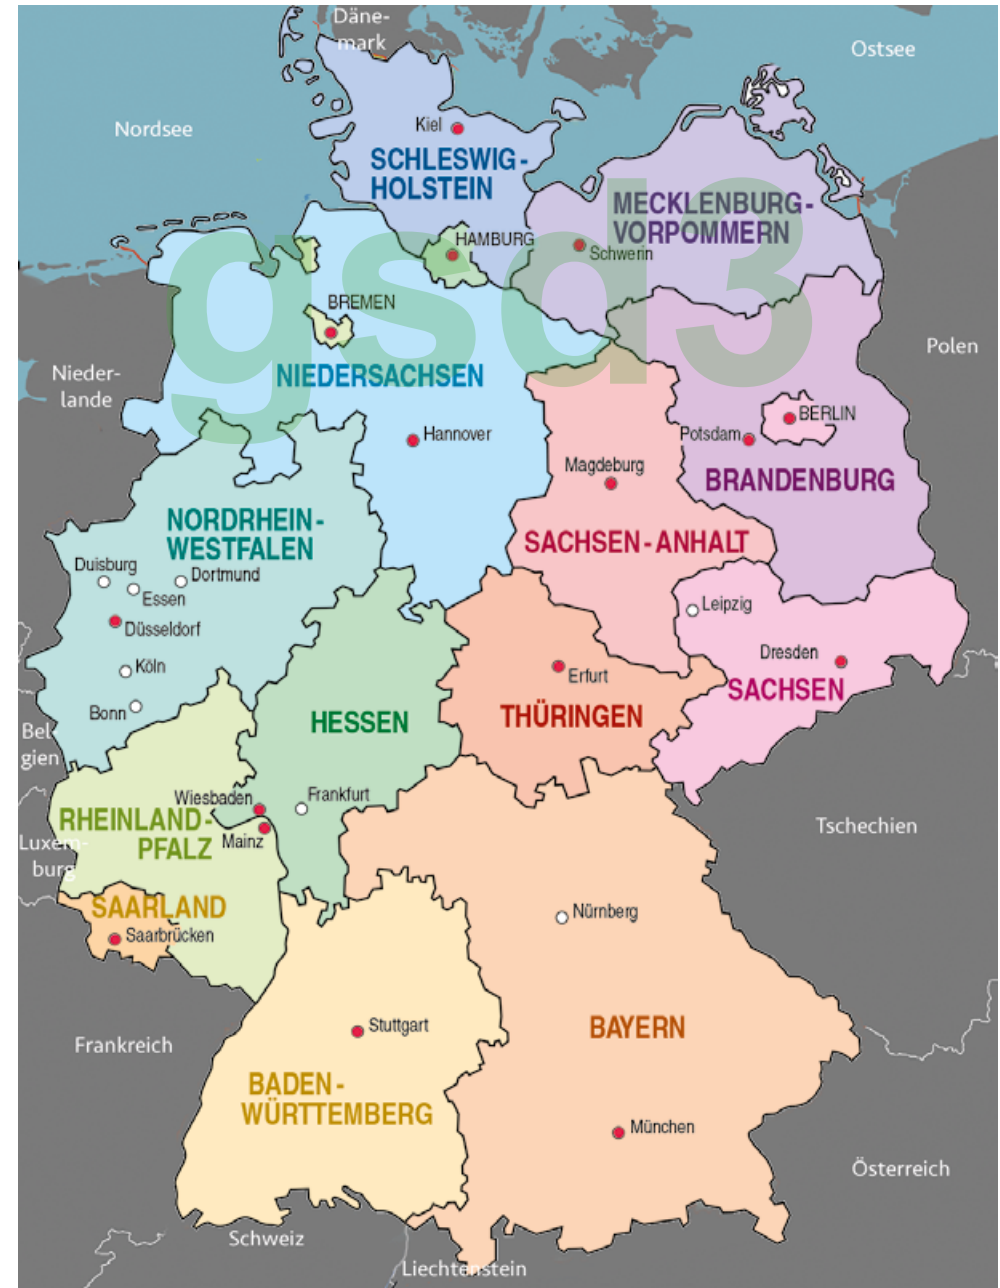 Däne-
mark
Ostsee
Nordsee
Kiel
SCHLESWIG-
HOLSTEIN
MECKLENBURG-
VORPOMMERN
HAMBURG
Schwerin
gsd3
BREMEN
Polen
Nieder-
lande
NIEDERSACHSEN
BERLIN
Hannover
Potsdam
Magdeburg
BRANDENBURG
NORDRHEIN-
WESTFALEN
SACHSEN-ANHALT
Duisburg
Dortmund
Essen
Leipzig
Düsseldorf
Dresden
Köln
Erfurt
SACHSEN
Bonn
HESSEN
THÜRINGEN
Bel-
gien
Wiesbaden
Frankfurt
RHEINLAND-
PFALZ
Mainz
Tschechien
Luxem-
burg
SAARLAND
Saarbrücken
Nürnberg
Stuttgart
BAYERN
Frankreich
BADEN-
WÜRTTEMBERG
München
Österreich
Schweiz
Liechtenstein